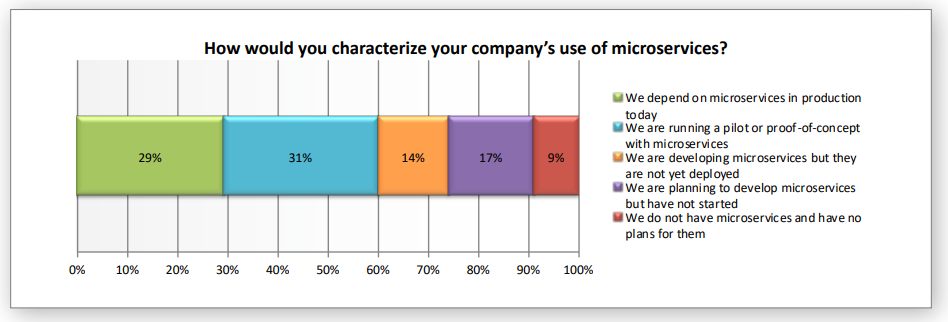 How would you characterize your company's use of microservices?
29%
31%
14%
17%
9%
0%
10%
20%
30%
40%
50%
60%
70%
80%
90%
100%
We depend on microservices in production
today
We are running a pilot or proof-of-concept
with microservices
We are developing microservices but they
are not yet deployed
We are planning to develop microservices
but have not started
We do not have microservices and have no
plans for them